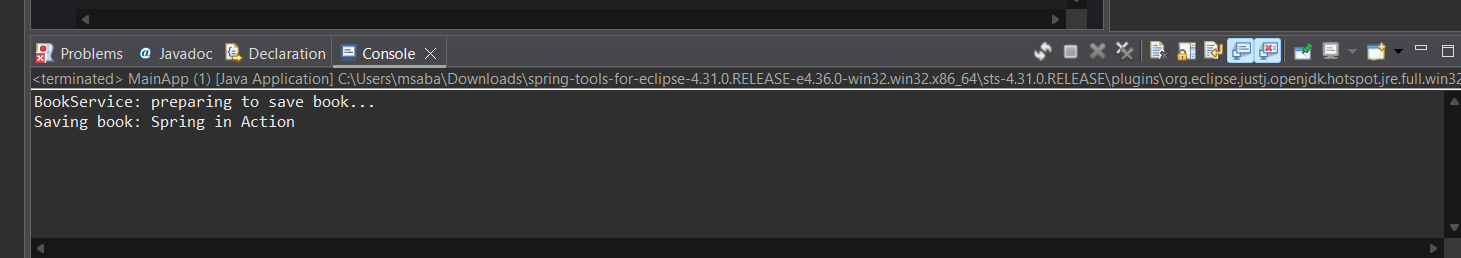 Problems @ Javadoc Declaration Console
<terminated> MainApp (1) [Java Application] C:\Users\msaba\Downloads\spring-tools-for-eclipse-4.31.0.RELEASE-e4.36.0-win32.win32.x86_64\sts-4.31.0.RELEASE\plugins\org.eclipse.justj.openjdk.hotspot.jre.full.win32
BookService: preparing to save book...
Saving book: Spring in Action